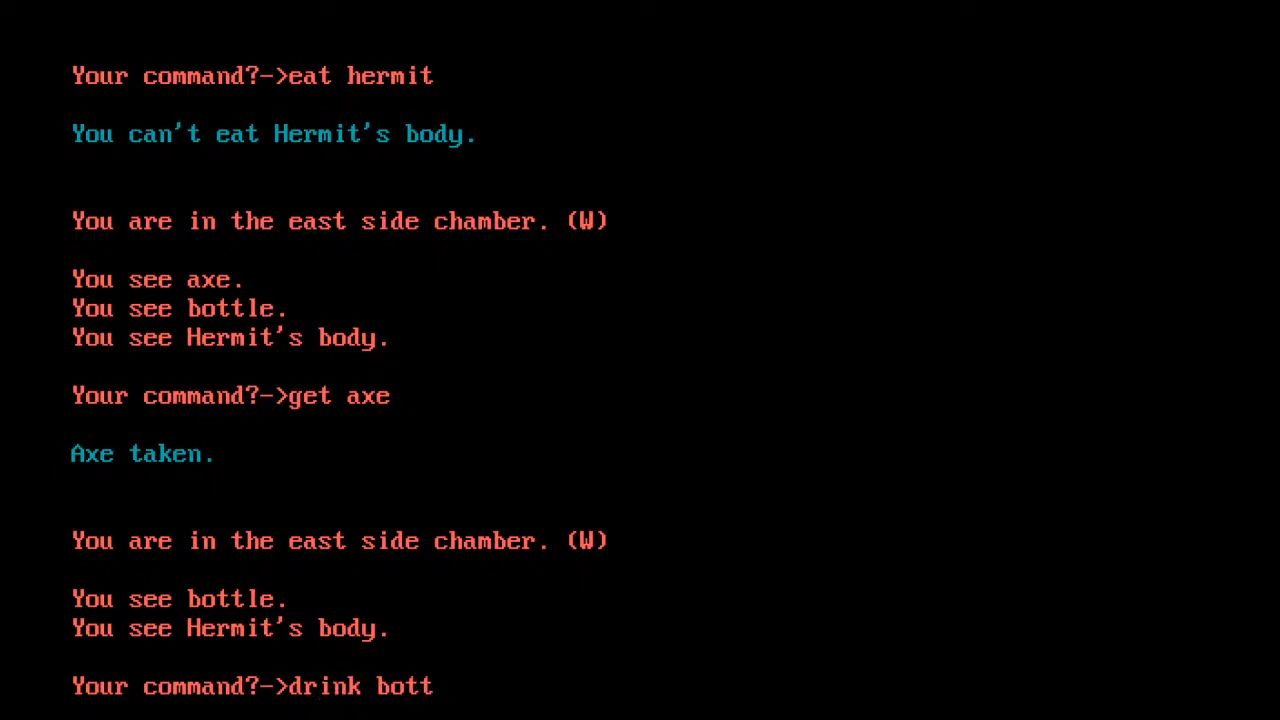 Your command?->eat hermit
You can't eat Hermit's body.
You are in the east side chamber. (W)
You see axe.
You see bottle.
You see Hermit's body.
Your command?->get axe
Axe taken.
You are in the east side chamber. (W)
You see bottle.
You see Hermit's body.
Your command?->drink bott